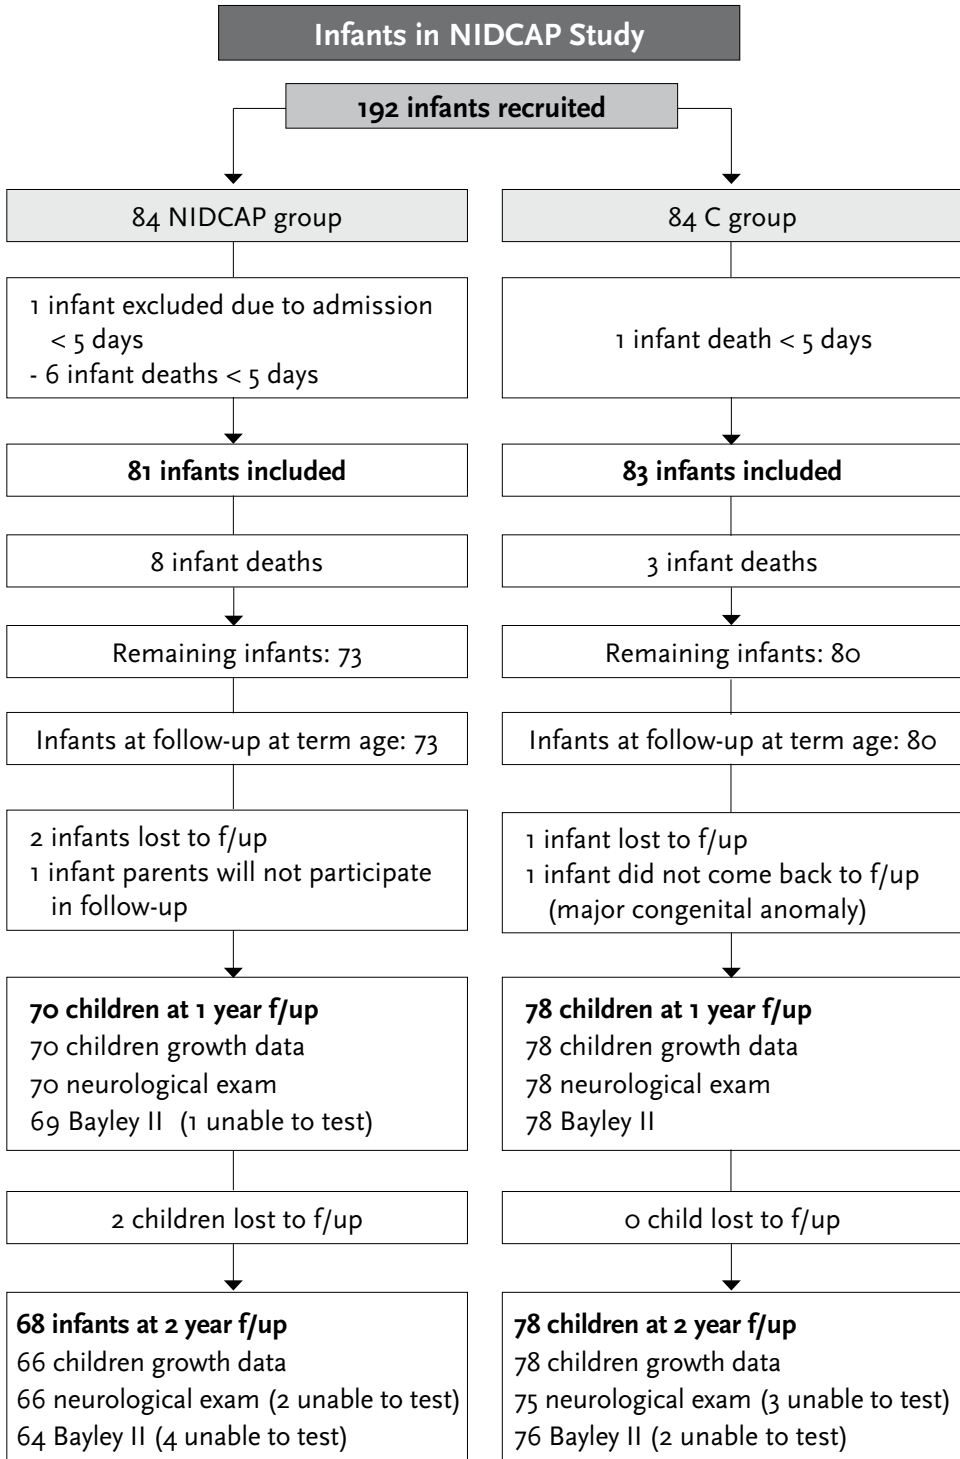 Infants in NIDCAP Study
192 infants recruited
84 NIDCAP group
1 infant excluded due to admission
< 5 days
- 6 infant deaths < 5 days
81 infants included
8 infant deaths
Remaining infants: 73
Infants at follow-up at term age: 73
2 infants lost to f/up
1 infant parents will not participate
in follow-up
70 children at 1 year f/up
70 children growth data
70 neurological exam
69 Bayley II (1 unable to test)
2 children lost to f/up
68 infants at 2 year f/up
66 children growth data
66 neurological exam (2 unable to test)
64 Bayley II (4 unable to test)
84 C group
1 infant death < 5 days
83 infants included
3 infant deaths
Remaining infants: 80
Infants at follow-up at term age: 80
1 infant lost to f/up
1 infant did not come back to f/up
(major congenital anomaly)
78 children at 1 year f/up
78 children growth data
78 neurological exam
78 Bayley II
0 child lost to f/up
78 children at 2 year f/up
78 children growth data
75 neurological exam (3 unable to test)
76 Bayley II (2 unable to test)